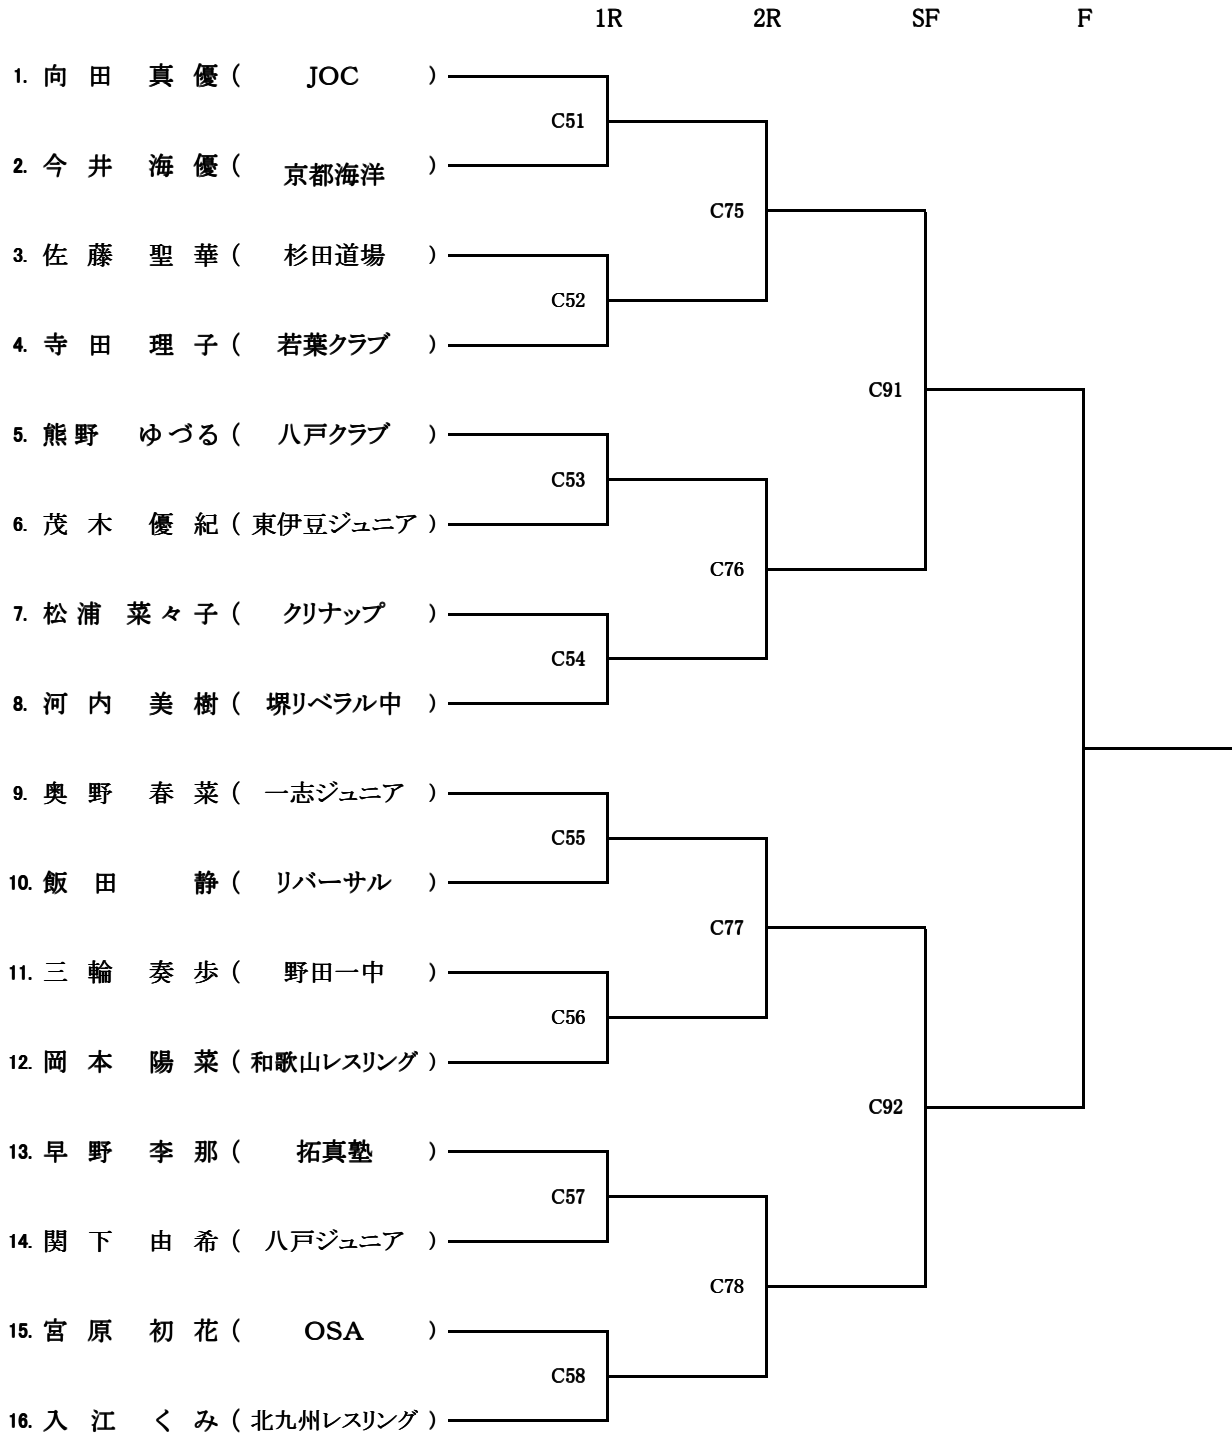 1R 2R SF F
1. 向田 真優 ( JOC )
C51
2. 今井 海優 ( 京都海洋 )
C75
3. 佐藤 聖華 ( 杉田道場 )
C52
4. 寺田 理子 ( 若葉クラブ )
C91
5. 熊野 ゆづる ( 八戸クラブ )
C53
6. 茂木 優紀 ( 東伊豆ジュニア )
C76
7. 松浦 菜々子 ( クリナップ )
C54
8. 河内 美樹 ( 堺リベラル中 )
9. 奥野 春菜 ( 一志ジュニア )
C55
10. 飯田 静 ( リバーサル )
C77
11. 三輪 奏歩 ( 野田一中 )
C56
12. 岡本 陽菜 ( 和歌山レスリング )
C92
13. 早野 李那 ( 拓真塾 )
C57
14. 関下 由希 ( 八戸ジュニア )
C78
15. 宮原 初花 ( OSA )
C58
16. 入江 くみ ( 北九州レスリング )